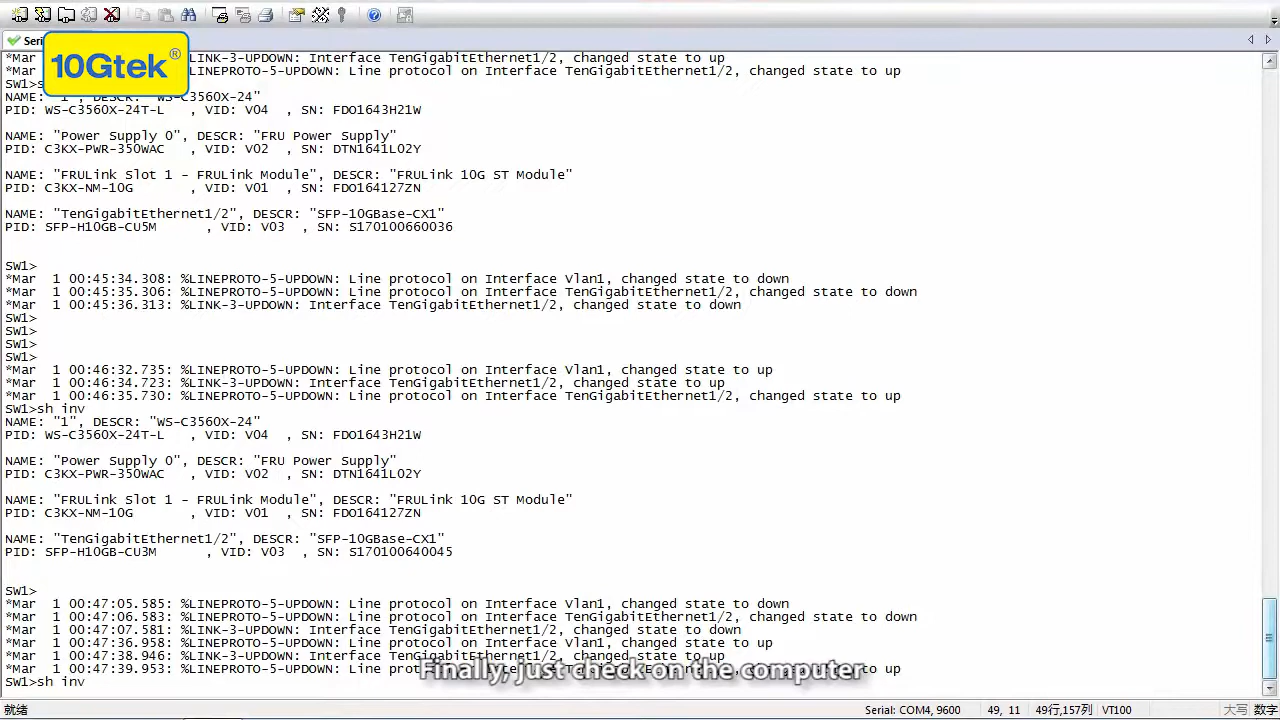 Seri
10Gtek®
*Mar %LINK-3-UPDOWN: Interface TenGigabitEthernet1/2, changed state to up
*Mar %LINEPROTO-5-UPDOWN: Line protocol on Interface TenGigabitEthernet1/2, changed state to up
SW1>s
NAME: "1", DESCR: "WS-C3560X-24"
PID: WS-C3560X-24T-L , VID: V04 , SN: FDO1643H21W
NAME: "Power Supply 0", DESCR: "FRU Power Supply"
PID: C3KX-PWR-350WAC , VID: V02 , SN: DTN1641L02Y
NAME: "FRULink Slot 1 - FRULink Module", DESCR: "FRULink 10G ST Module"
PID: C3KX-NM-10G , VID: V01 , SN: FDO164127ZN
NAME: "TenGigabitEthernet1/2", DESCR: "SFP-10GBase-CX1"
PID: SFP-H10GB-CU5M , VID: V03 , SN: S170100660036
SW1>
*Mar 1 00:45:34.308: %LINEPROTO-5-UPDOWN: Line protocol on Interface Vlan1, changed state to down
*Mar 1 00:45:35.306: %LINEPROTO-5-UPDOWN: Line protocol on Interface TenGigabitEthernet1/2, changed state to down
*Mar 1 00:45:36.313: %LINK-3-UPDOWN: Interface TenGigabitEthernet1/2, changed state to down
SW1>
SW1>
SW1>
SW1>
*Mar 1 00:46:32.735: %LINEPROTO-5-UPDOWN: Line protocol on Interface Vlan1, changed state to up
*Mar 1 00:46:34.723: %LINK-3-UPDOWN: Interface TenGigabitEthernet1/2, changed state to up
*Mar 1 00:46:35.730: %LINEPROTO-5-UPDOWN: Line protocol on Interface TenGigabitEthernet1/2, changed state to up
SW1>sh inv
NAME: "1", DESCR: "WS-C3560X-24"
PID: WS-C3560X-24T-L , VID: V04 , SN: FDO1643H21W
NAME: "Power Supply 0", DESCR: "FRU Power Supply"
PID: C3KX-PWR-350WAC , VID: V02 , SN: DTN1641L02Y
NAME: "FRULink Slot 1 - FRULink Module", DESCR: "FRULink 10G ST Module"
PID: C3KX-NM-10G , VID: V01 , SN: FDO164127ZN
NAME: "TenGigabitEthernet1/2", DESCR: "SFP-10GBase-CX1"
PID: SFP-H10GB-CU3M , VID: V03 , SN: S170100640045
SW1>
*Mar 1 00:47:05.585: %LINEPROTO-5-UPDOWN: Line protocol on Interface Vlan1, changed state to down
*Mar 1 00:47:06.583: %LINEPROTO-5-UPDOWN: Line protocol on Interface TenGigabitEthernet1/2, changed state to down
*Mar 1 00:47:07.581: %LINK-3-UPDOWN: Interface TenGigabitEthernet1/2, changed state to down
*Mar 1 00:47:36.958: %LINEPROTO-5-UPDOWN: Line protocol on Interface Vlan1, changed state to up
*Mar 1 00:47:38.946: %LINK-3-UPDOWN: Interface TenGigabitEthernet1/2, changed state to up
*Mar 1 00:47:39.953: %LINEPROTO-5-UPDOWN: Line changed state to up
Finally, just check on the computer
SW1>sh inv
就绪 Serial: COM4, 9600 49, 11 49行,157列 VT100 大写 数字